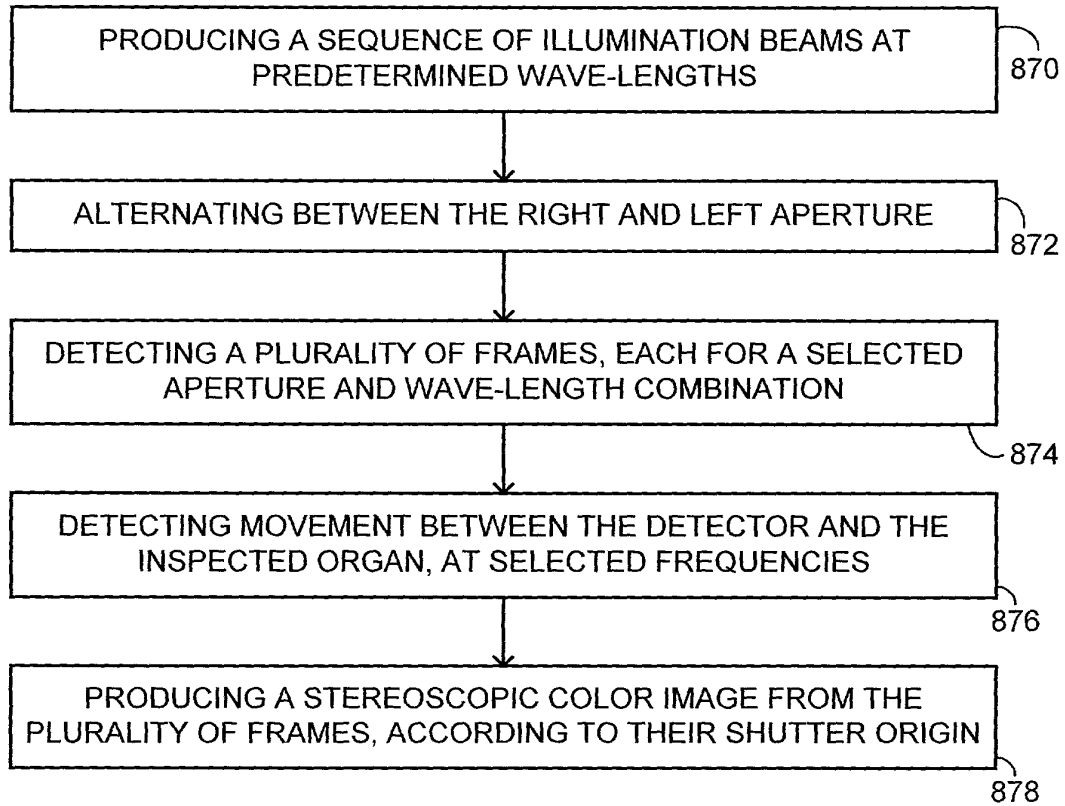 PRODUCING A SEQUENCE OF ILLUMINATION BEAMS AT
PREDETERMINED WAVE-LENGTHS
870
ALTERNATING BETWEEN THE RIGHT AND LEFT APERTURE
872
DETECTING A PLURALITY OF FRAMES, EACH FOR A SELECTED
APERTURE AND WAVE-LENGTH COMBINATION
874
DETECTING MOVEMENT BETWEEN THE DETECTOR AND THE
INSPECTED ORGAN, AT SELECTED FREQUENCIES
876
PRODUCING A STEREOSCOPIC COLOR IMAGE FROM THE
PLURALITY OF FRAMES, ACCORDING TO THEIR SHUTTER ORIGIN
878